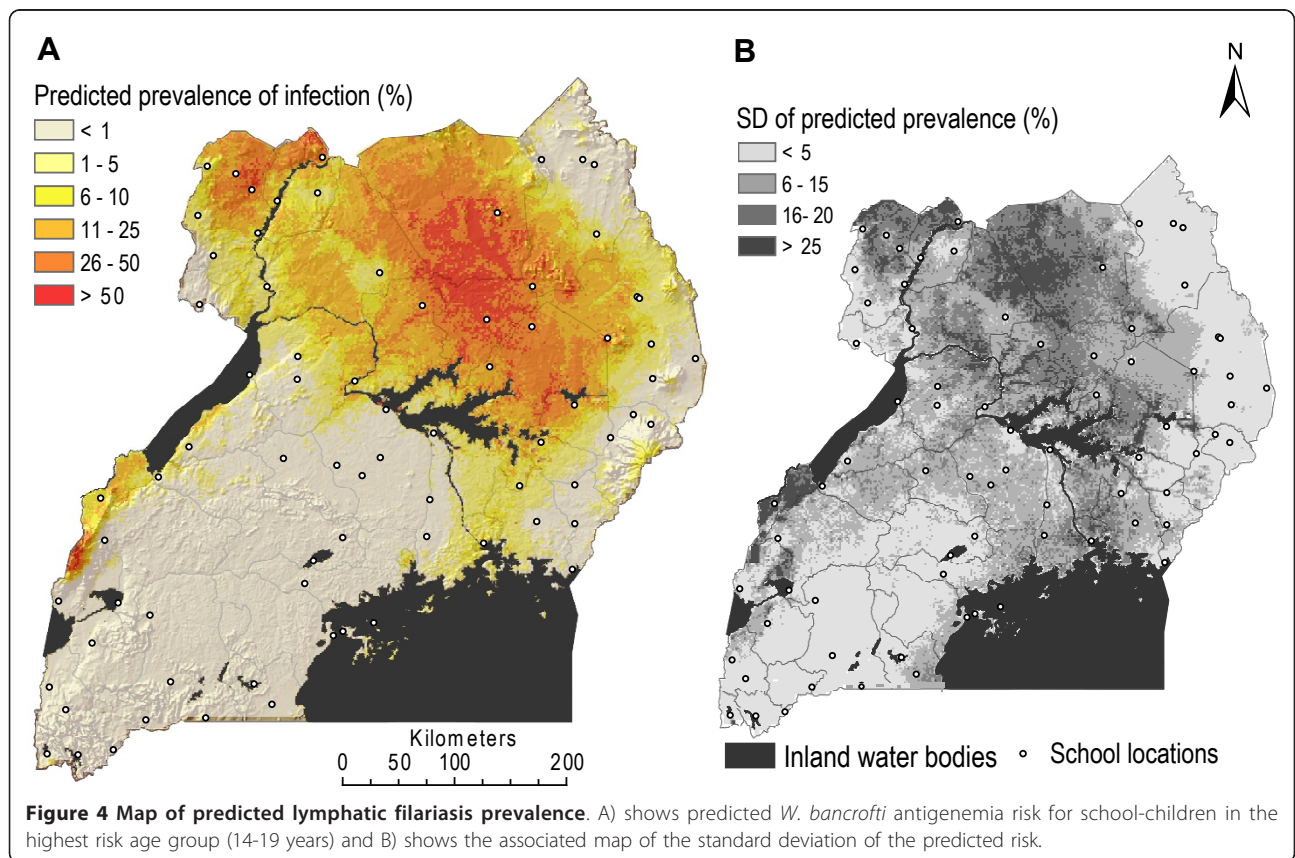 A
Predicted prevalence of infection (%)
< 1
1 - 5
6 - 10
11 - 25
26 - 50
> 50
Kilometers
0 50 100 200
B
N
SD of predicted prevalence (%)
< 5
6 - 15
16- 20
> 25
Inland water bodies
School locations
Figure 4 Map of predicted lymphatic filariasis prevalence. A) shows predicted W. bancrofti antigenemia risk for school-children in the
highest risk age group (14-19 years) and B) shows the associated map of the standard deviation of the predicted risk.